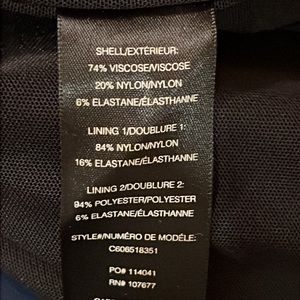 SHELL/EXTÉRIEUR:
74% VISCOSE/VISCOSE
20% NYLON/NYLON
6% ELASTANE/ÉLASTHANNE
LINING 1/DOUBLURE 1:
84% NYLON/NYLON
16% ELASTANE/ÉLASTHANNE
LINING 2/DOUBLURE 2:
94% POLYESTER/POLYESTER
6% ELASTANE/ÉLASTHANNE
STYLE#/NUMÉRO DE MODÈLE:
C606518351
PO# 114041
RN# 107677